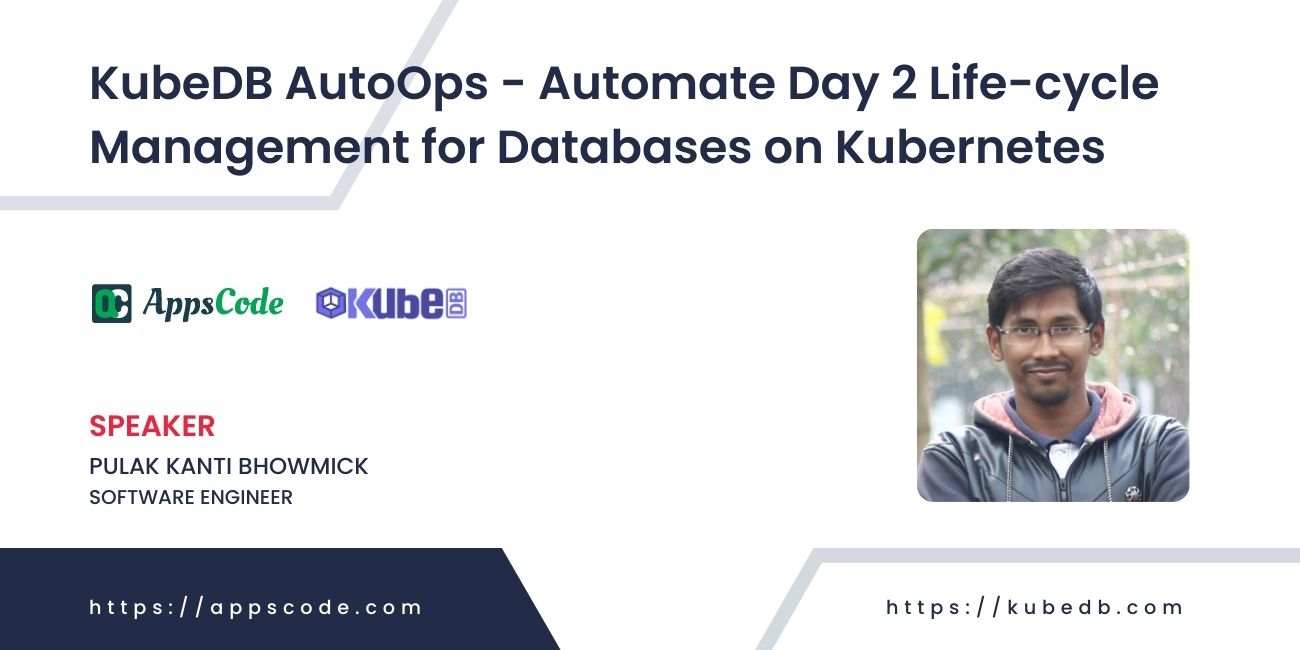 KubeDB AutoOps - Automate Day 2 Life-cycle
Management for Databases on Kubernetes
AppsCode KubeDB
SPEAKER
PULAK KANTI BHOWMICK
SOFTWARE ENGINEER
https://appscode.com
https://kubedb.com